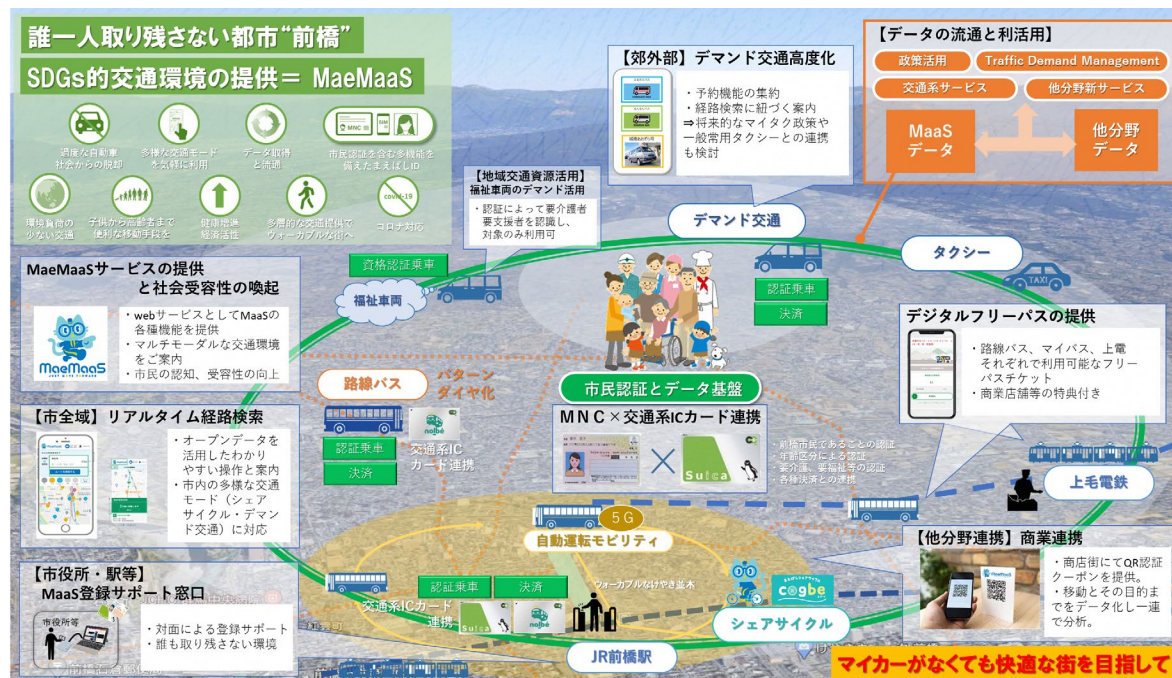 誰一人取り残さない都市“前橋”
SDGs的交通環境の提供＝ MaeMaaS
過度な自動車
社会からの脱却
多様な交通モード
を気軽に利用
データ取得
と流通
MNC
市民認証を含む多機能を
備えたまえばしID
環境負荷の
少ない交通
子供から高齢者まで
便利な移動手段を
健康増進
経済活性
多層的な交通提供で
ウォーカブルな街へ
covid-19
コロナ対応
【郊外部】デマンド交通高度化
・予約機能の集約
・経路検索に紐づく案内
⇒将来的なマイタク政策や
一般常用タクシーとの連携
も検討
【データの流通と利活用】
政策活用
Traffic Demand Management
交通系サービス
他分野新サービス
MaaS
データ
他分野
データ
【地域交通資源活用】
福祉車両のデマンド活用
・認証によって要介護者
要支援者を認識し、
対象のみ利用可
デマンド交通
タクシー
TAXI
資格認証乗車
福祉車両
認証乗車
決済
MaeMaaSサービスの提供
と社会受容性の喚起
MaeMaaS
・webサービスとしてMaaSの
各種機能を提供
・マルチモーダルな交通環境
をご案内
・市民の認知、受容性の向上
デジタルフリーパスの提供
・路線バス、マイバス、上電
それぞれで利用可能なフリー
パスチケット
・商業店舗等の特典付き
路線バス
パターン
ダイヤ化
市民認証とデータ基盤
ＭＮＣ×交通系ICカード連携
Suica
・前橋市民であることの認証
・年齢区分による認証
・要介護、要福祉等の認証
・各種決済との連携
認証乗車
決済
nolbé
交通系IC
カード連携
【市全域】リアルタイム経路検索
・オープンデータを
活用したわかり
やすい操作と案内
・市内の多様な交通
モード（シェア
サイクル・デマン
ド交通）に対応
上毛電鉄
５G
自動運転モビリティ
【他分野連携】商業連携
・商店街にてQR認証
クーポンを提供。
・移動とその目的ま
でをデータ化し一連
で分析。
MaeMaaS
【市役所・駅等】
MaaS登録サポート窓口
市役所等
・対面による登録サポート
・誰も取り残さない環境
認証乗車
決済
交通系ICカード
連携
Suica
nolbé
ウォーカブルなけやき並木
cogbe
シェアサイクル
JR前橋駅
マイカーがなくても快適な街を目指して